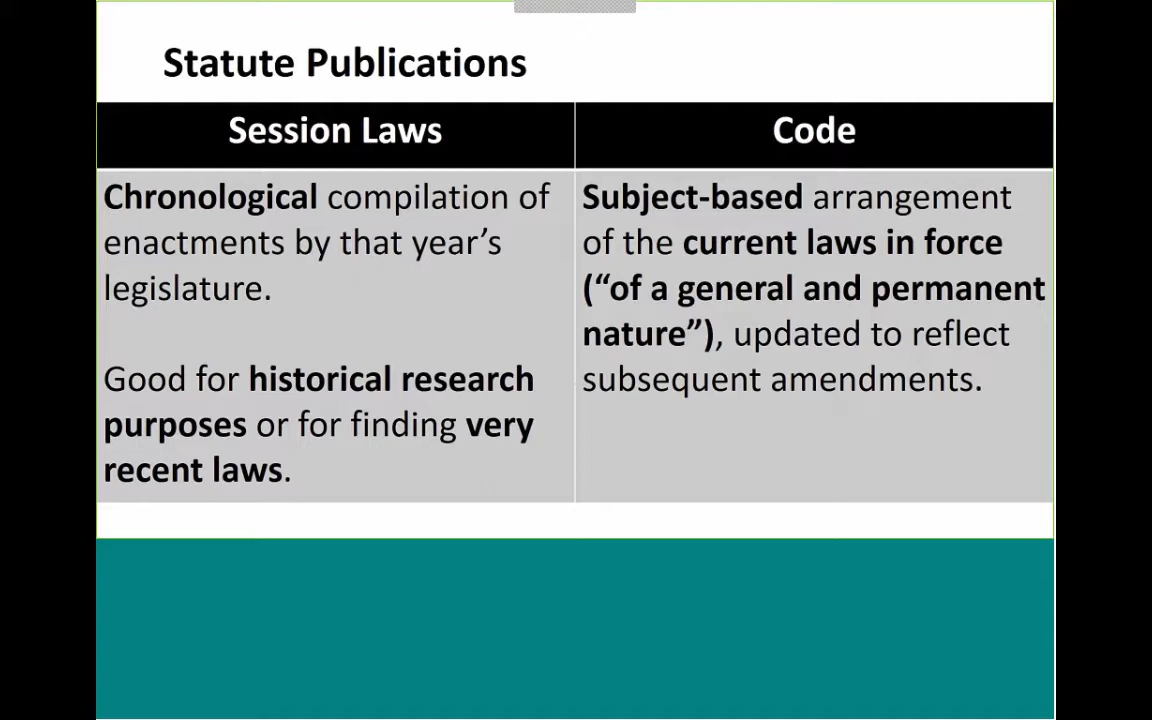 Statute Publications
Session Laws
Code
Chronological compilation of
enactments by that year’s
legislature.
Good for historical research
purposes or for finding very
recent laws.
Subject-based arrangement
of the current laws in force
(“of a general and permanent
nature”), updated to reflect
subsequent amendments.